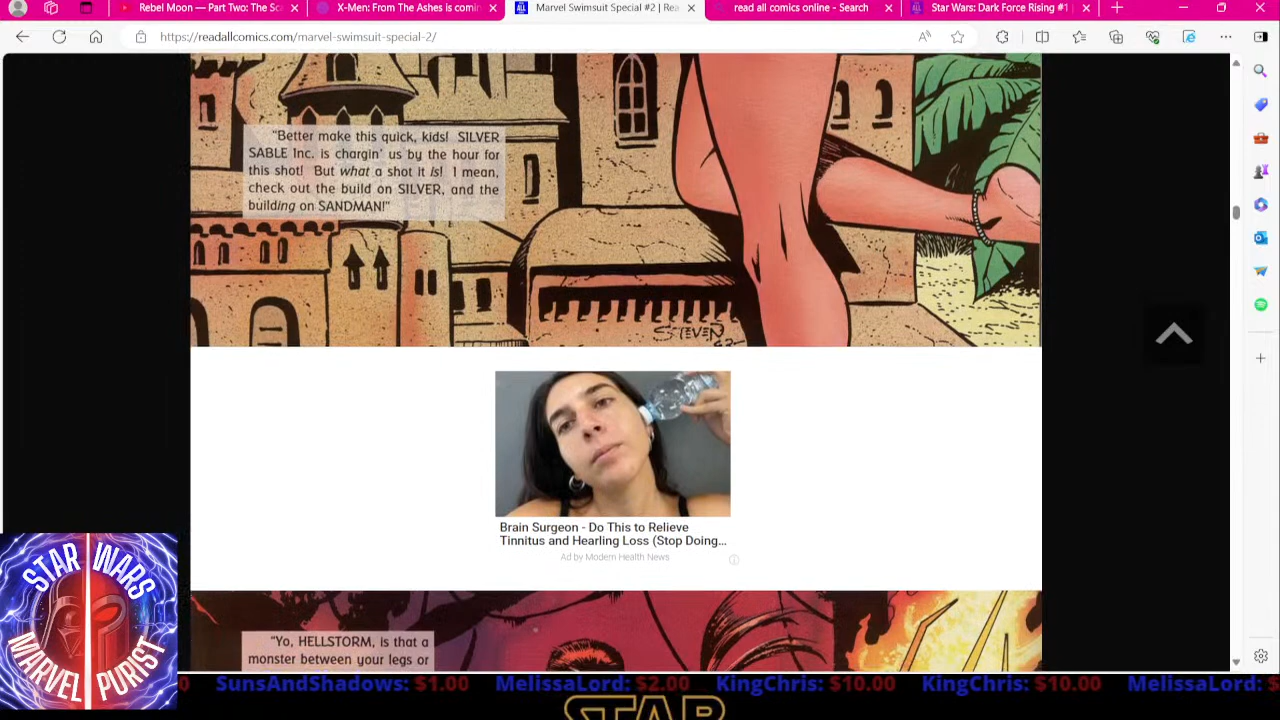 Rebel Moon — Part Two: The Sc
X-Men: From The Ashes is comin
Marvel Swimsuit Special #2 | Rea
read all comics online - Search
Star Wars: Dark Force Rising #1 |
https://readallcomics.com/marvel-swimsuit-special-2/
"Better make this quick, kids! SILVER
SABLE Inc. is chargin' us by the hour for
this shot! But what a shot it is! I mean,
check out the build on SILVER, and the
building on SANDMAN!"
STEVEN
Brain Surgeon - Do This to Relieve
Tinnitus and Hearling Loss (Stop Doing...
Ad by Modern Health News
"Yo, HELLSTORM, is that a
monster between your legs or
STAR WARS
MARVEL PURIST
0 SunsAndShadows: $1.00 MelissaLord: $2.00 KingChris: $10.00 KingChris: $10.00 MelissaLord: $
STAR